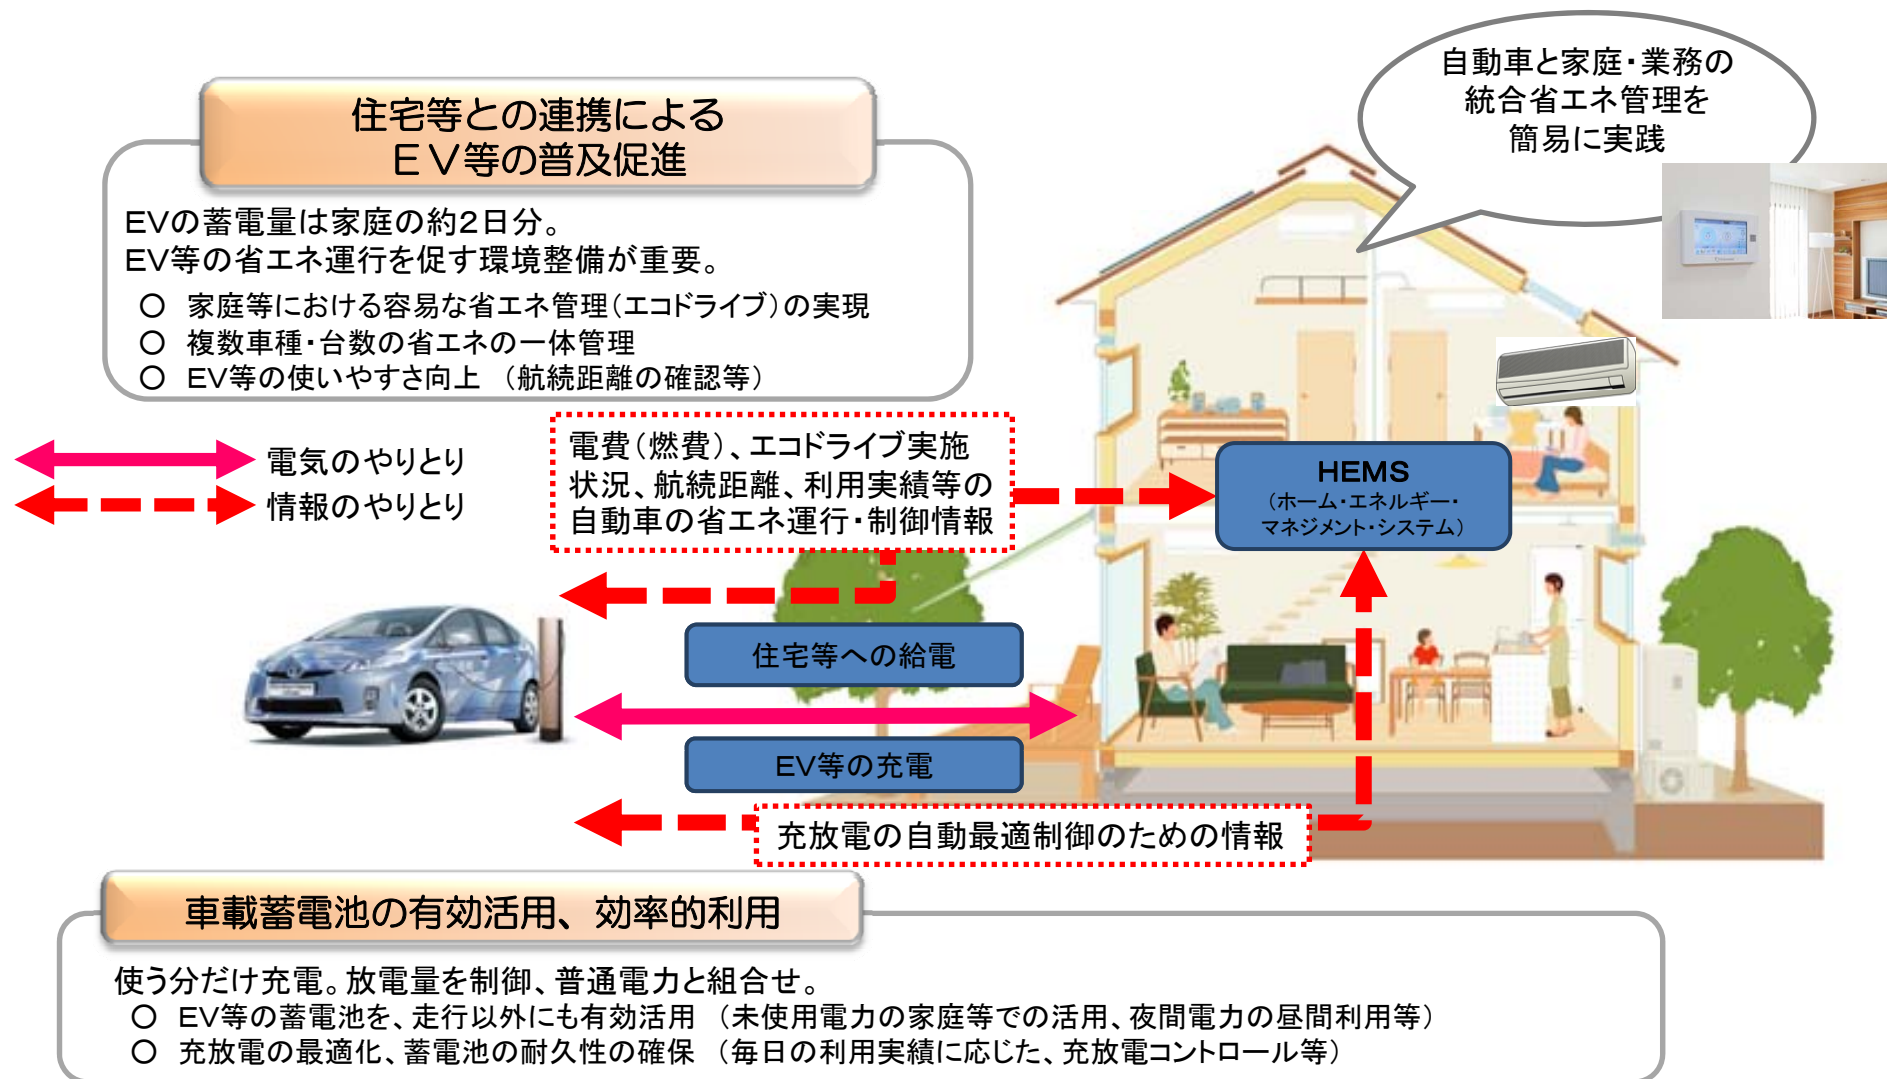 自動車と家庭・業務の
統合省エネ管理を
簡易に実践
住宅等との連携による
ＥＶ等の普及促進
EVの蓄電量は家庭の約２日分。
EV等の省エネ運行を促す環境整備が重要。
○ 家庭等における容易な省エネ管理（エコドライブ）の実現
○ 複数車種・台数の省エネの一体管理
○ EV等の使いやすさ向上 （航続距離の確認等）
電気のやりとり
情報のやりとり
電費（燃費）、エコドライブ実施
状況、航続距離、利用実績等の
自動車の省エネ運行・制御情報
HEMS
（ホーム・エネルギー・
マネジメント・システム）
住宅等への給電
EV等の充電
充放電の自動最適制御のための情報
車載蓄電池の有効活用、効率的利用
使う分だけ充電。放電量を制御、普通電力と組合せ。
○ EV等の蓄電池を、走行以外にも有効活用 （未使用電力の家庭等での活用、夜間電力の昼間利用等）
○ 充放電の最適化、蓄電池の耐久性の確保 （毎日の利用実績に応じた、充放電コントロール等）